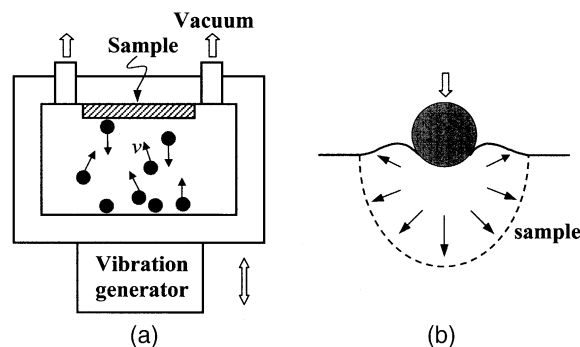 Vacuum
Sample
v
Vibration
generator
(a)
sample
(b)